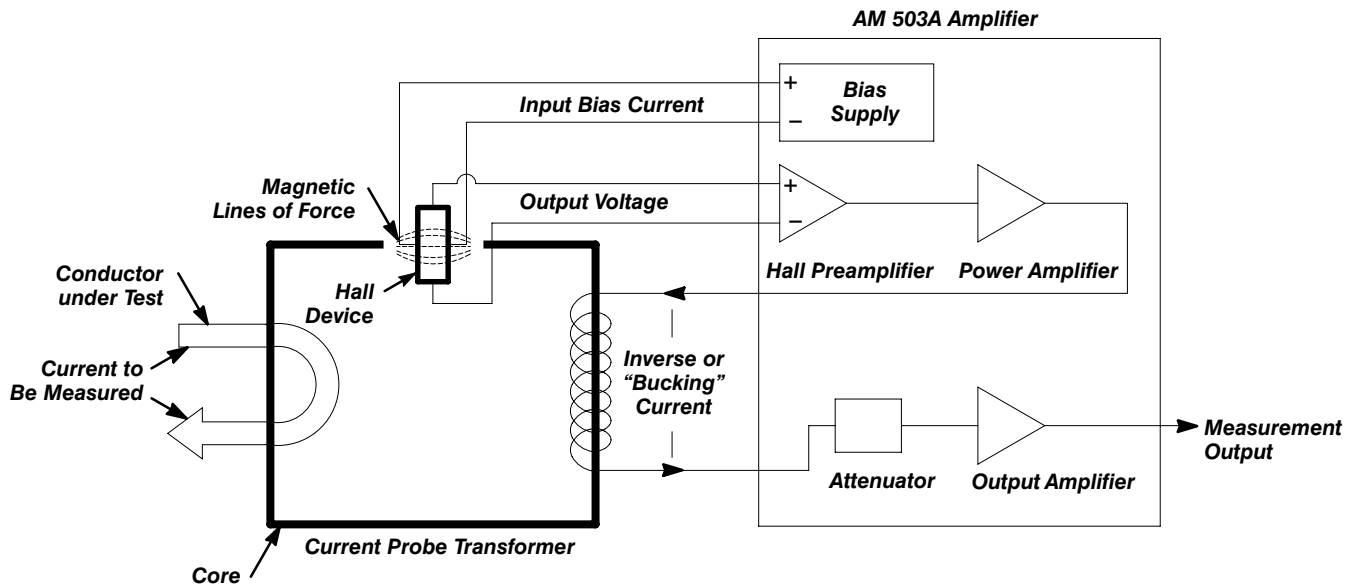 AM 503A Amplifier
+
Bias
Supply
–
Input Bias Current
Magnetic
Lines of Force
+
Output Voltage
–
Hall Preamplifier
Power Amplifier
Conductor
under Test
Hall
Device
Current to
Be Measured
Inverse or
“Bucking”
Current
Measurement
Output
Attenuator
Output Amplifier
Current Probe Transformer
Core